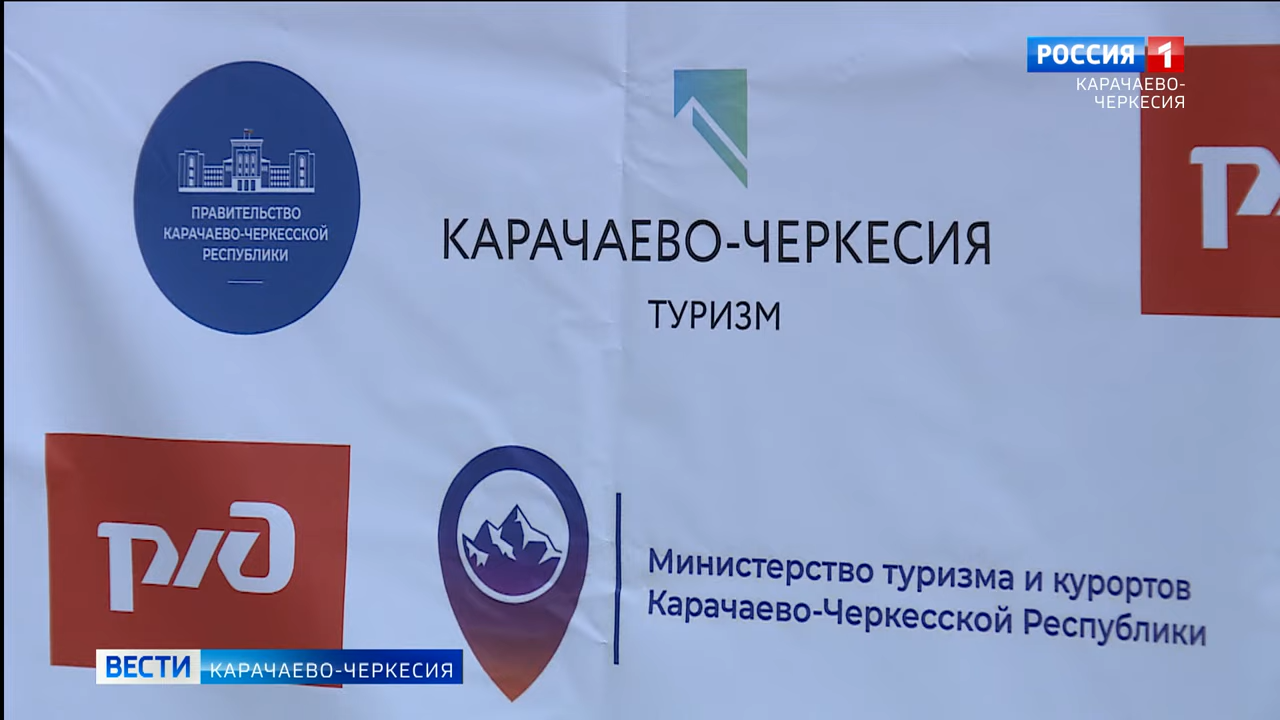 РОССИЯ 1
КАРАЧАЕВО-
ЧЕРКЕСИЯ
ПРАВИТЕЛЬСТВО
КАРАЧАЕВО-ЧЕРКЕССКОЙ
РЕСПУБЛИКИ
КАРАЧАЕВО-ЧЕРКЕСИЯ
ТУРИЗМ
РЖД
Министерство туризма и курортов
Карачаево-Черкесской Республики
ВЕСТИ КАРАЧАЕВО-ЧЕРКЕСИЯ